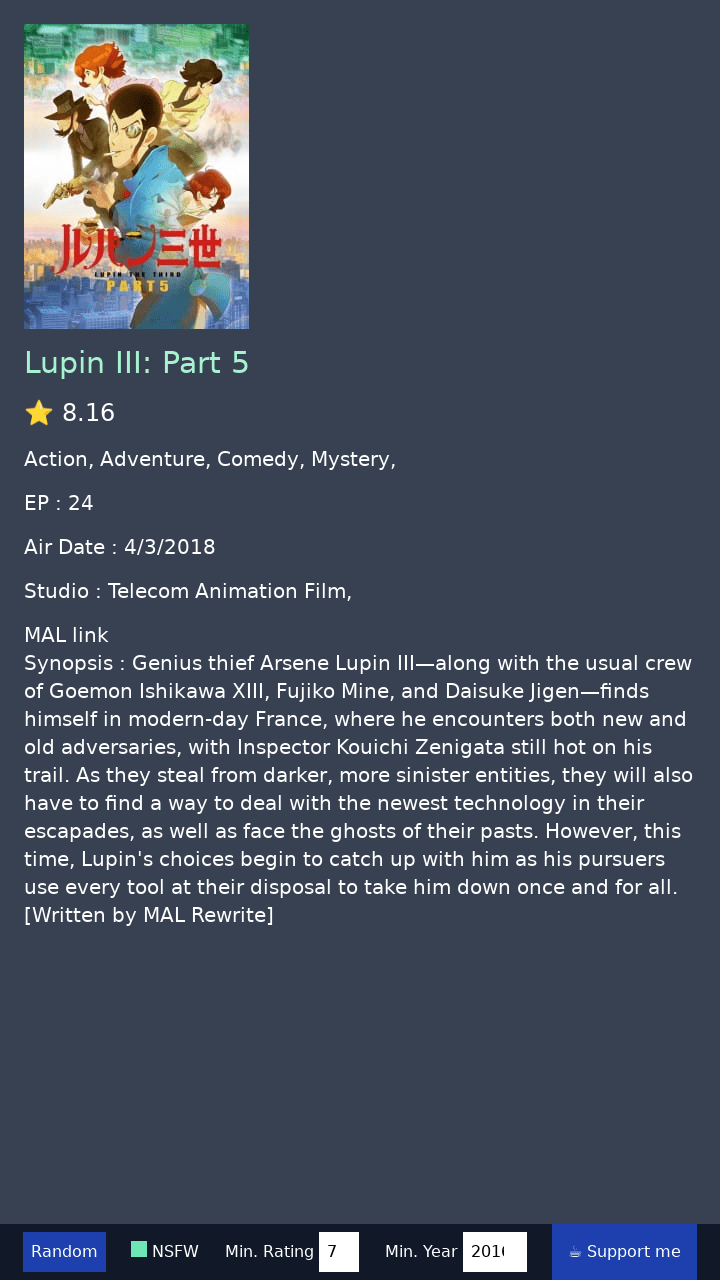 ルパン三世
LUPIN THE THIRD
PART5
Lupin III: Part 5
⭐ 8.16
Action, Adventure, Comedy, Mystery,
EP : 24
Air Date : 4/3/2018
Studio : Telecom Animation Film,
MAL link
Synopsis : Genius thief Arsene Lupin III—along with the usual crew
of Goemon Ishikawa XIII, Fujiko Mine, and Daisuke Jigen—finds
himself in modern-day France, where he encounters both new and
old adversaries, with Inspector Kouichi Zenigata still hot on his
trail. As they steal from darker, more sinister entities, they will also
have to find a way to deal with the newest technology in their
escapades, as well as face the ghosts of their pasts. However, this
time, Lupin's choices begin to catch up with him as his pursuers
use every tool at their disposal to take him down once and for all.
[Written by MAL Rewrite]
Random NSFW Min. Rating 7 Min. Year ☕ Support me